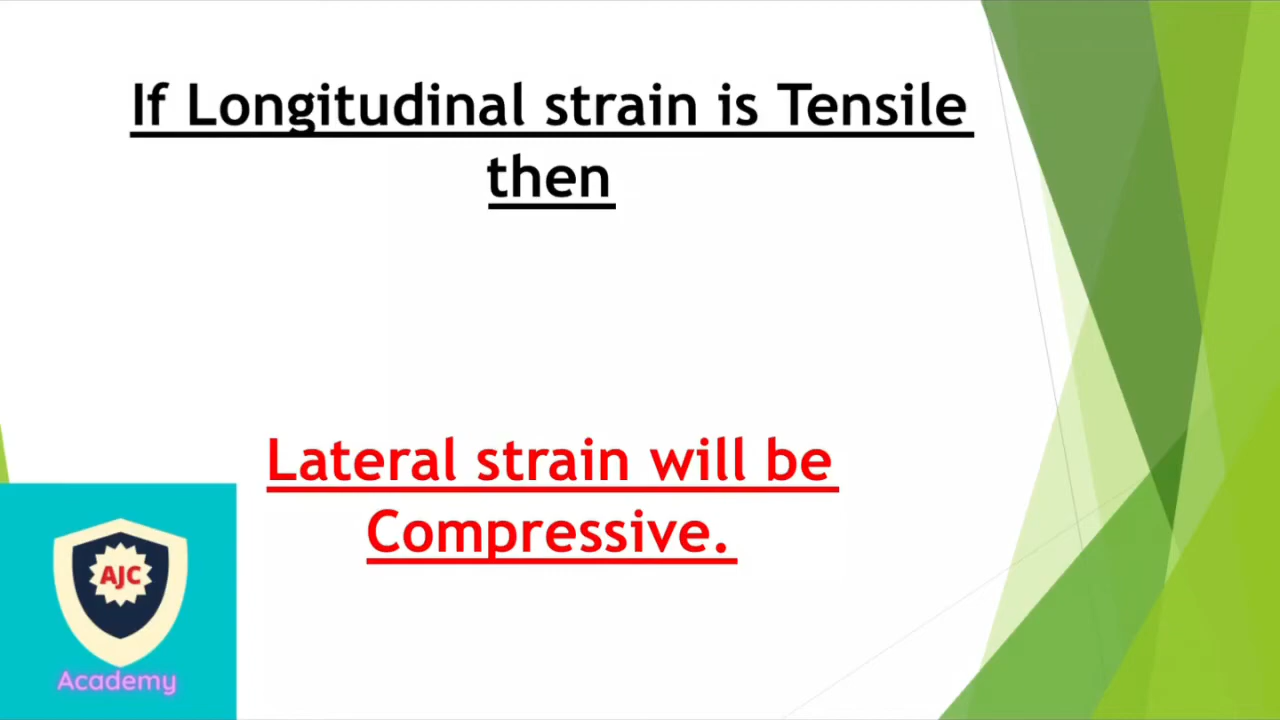 If Longitudinal strain is Tensile
then
Lateral strain will be
Compressive.
AJC
Academy